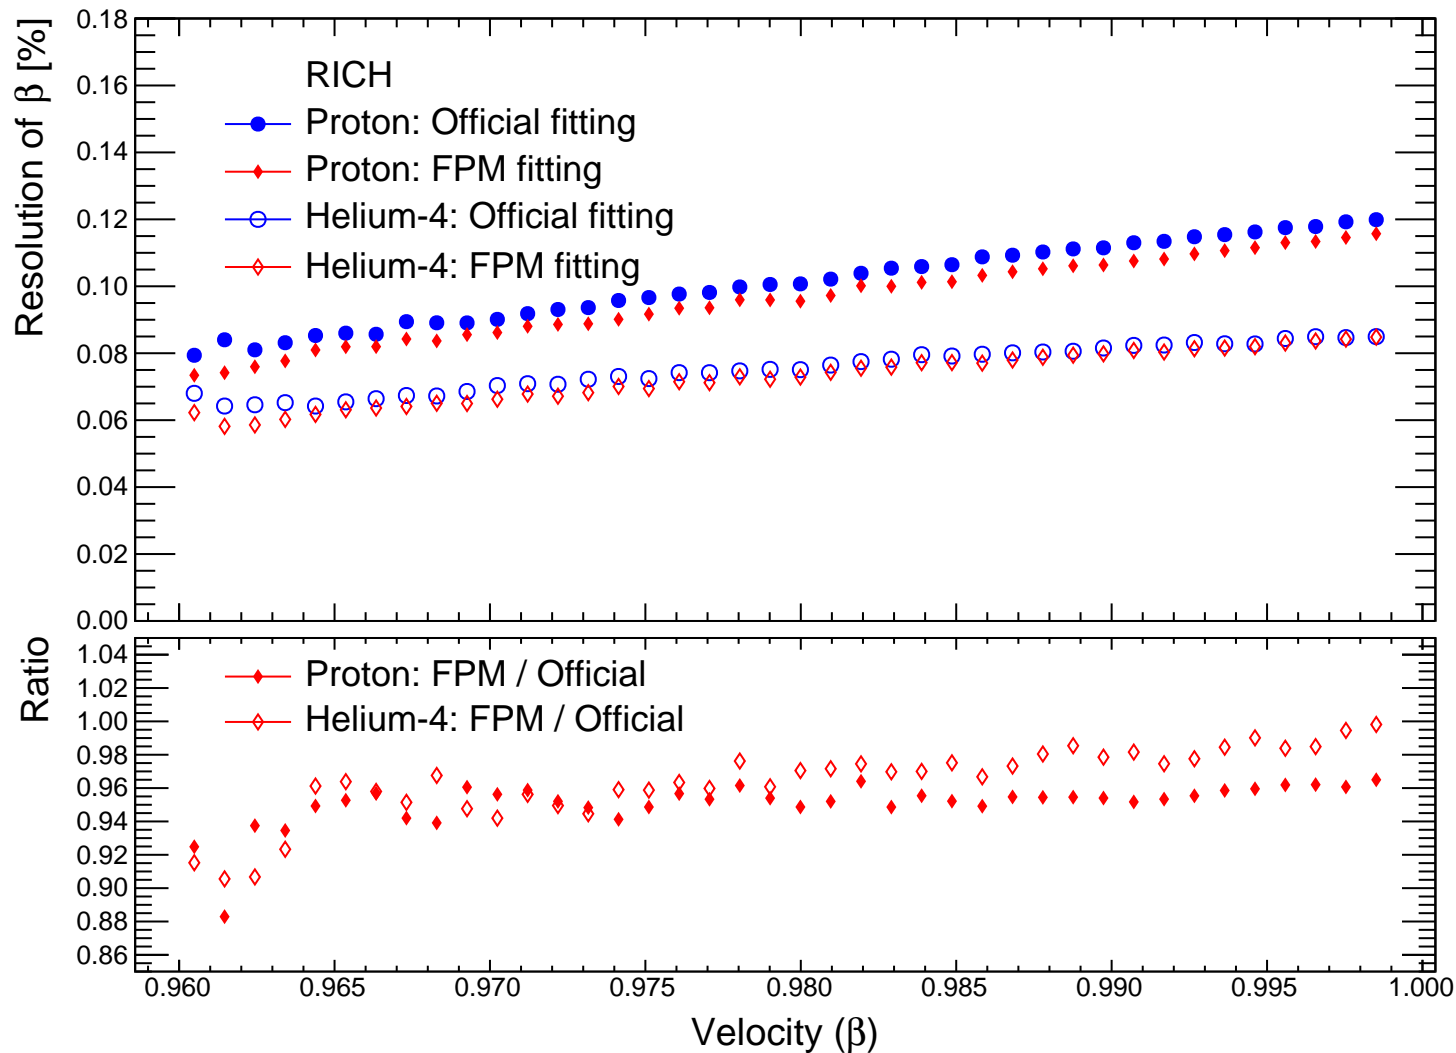 Resolution of β [%]
0.18
0.16
0.14
0.12
0.10
0.08
0.06
0.04
0.02
0.00
RICH
Proton: Official fitting
Proton: FPM fitting
Helium-4: Official fitting
Helium-4: FPM fitting
Ratio
1.04
1.02
1.00
0.98
0.96
0.94
0.92
0.90
0.88
0.86
Proton: FPM / Official
Helium-4: FPM / Official
0.960 0.965 0.970 0.975 0.980 0.985 0.990 0.995 1.000
Velocity (β)